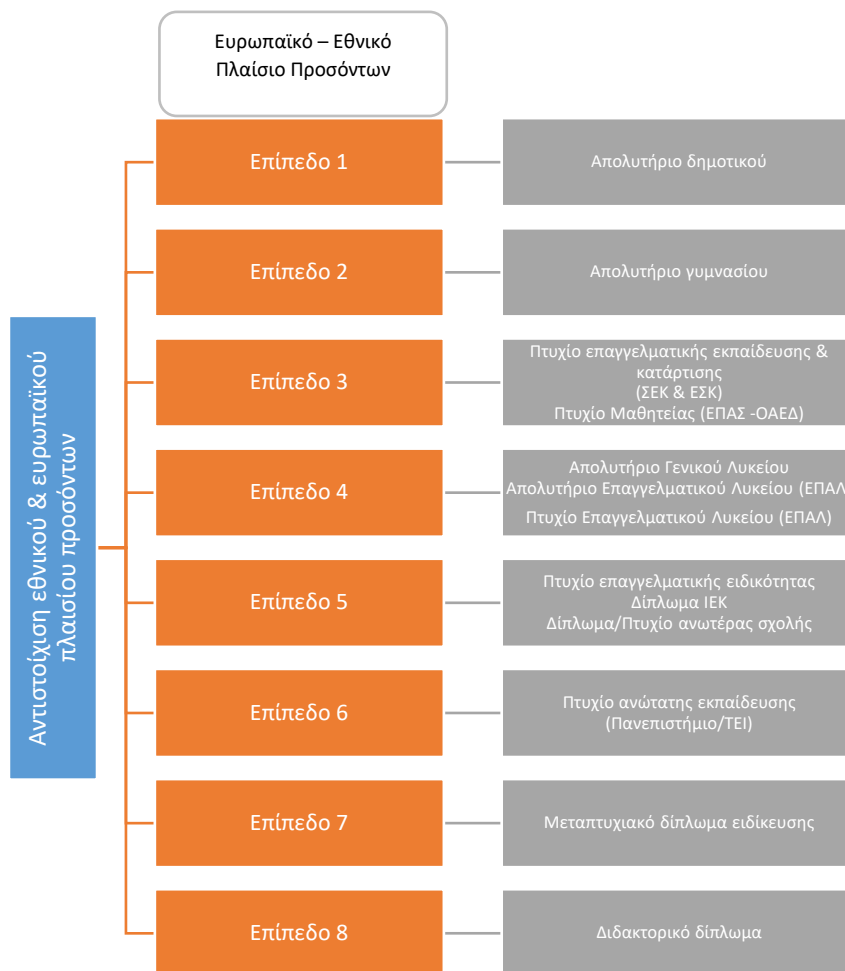 Ευρωπαϊκό – Εθνικό
Πλαίσιο Προσόντων
Αντιστοίχιση εθνικού & ευρωπαϊκού
πλαισίου προσόντων
Επίπεδο 1
Απολυτήριο δημοτικού
Επίπεδο 2
Απολυτήριο γυμνασίου
Επίπεδο 3
Πτυχίο επαγγελματικής εκπαίδευσης &
κατάρτισης
(ΣΕΚ & ΕΣΚ)
Πτυχίο Μαθητείας (ΕΠΑΣ -ΟΑΕΔ)
Επίπεδο 4
Απολυτήριο Γενικού Λυκείου
Απολυτήριο Επαγγελματικού Λυκείου (ΕΠΑΛ
Πτυχίο Επαγγελματικού Λυκείου (ΕΠΑΛ)
Επίπεδο 5
Πτυχίο επαγγελματικής ειδικότητας
Δίπλωμα ΙΕΚ
Δίπλωμα/Πτυχίο ανωτέρας σχολής
Επίπεδο 6
Πτυχίο ανώτατης εκπαίδευσης
(Πανεπιστήμιο/ΤΕΙ)
Επίπεδο 7
Μεταπτυχιακό δίπλωμα ειδίκευσης
Επίπεδο 8
Διδακτορικό δίπλωμα